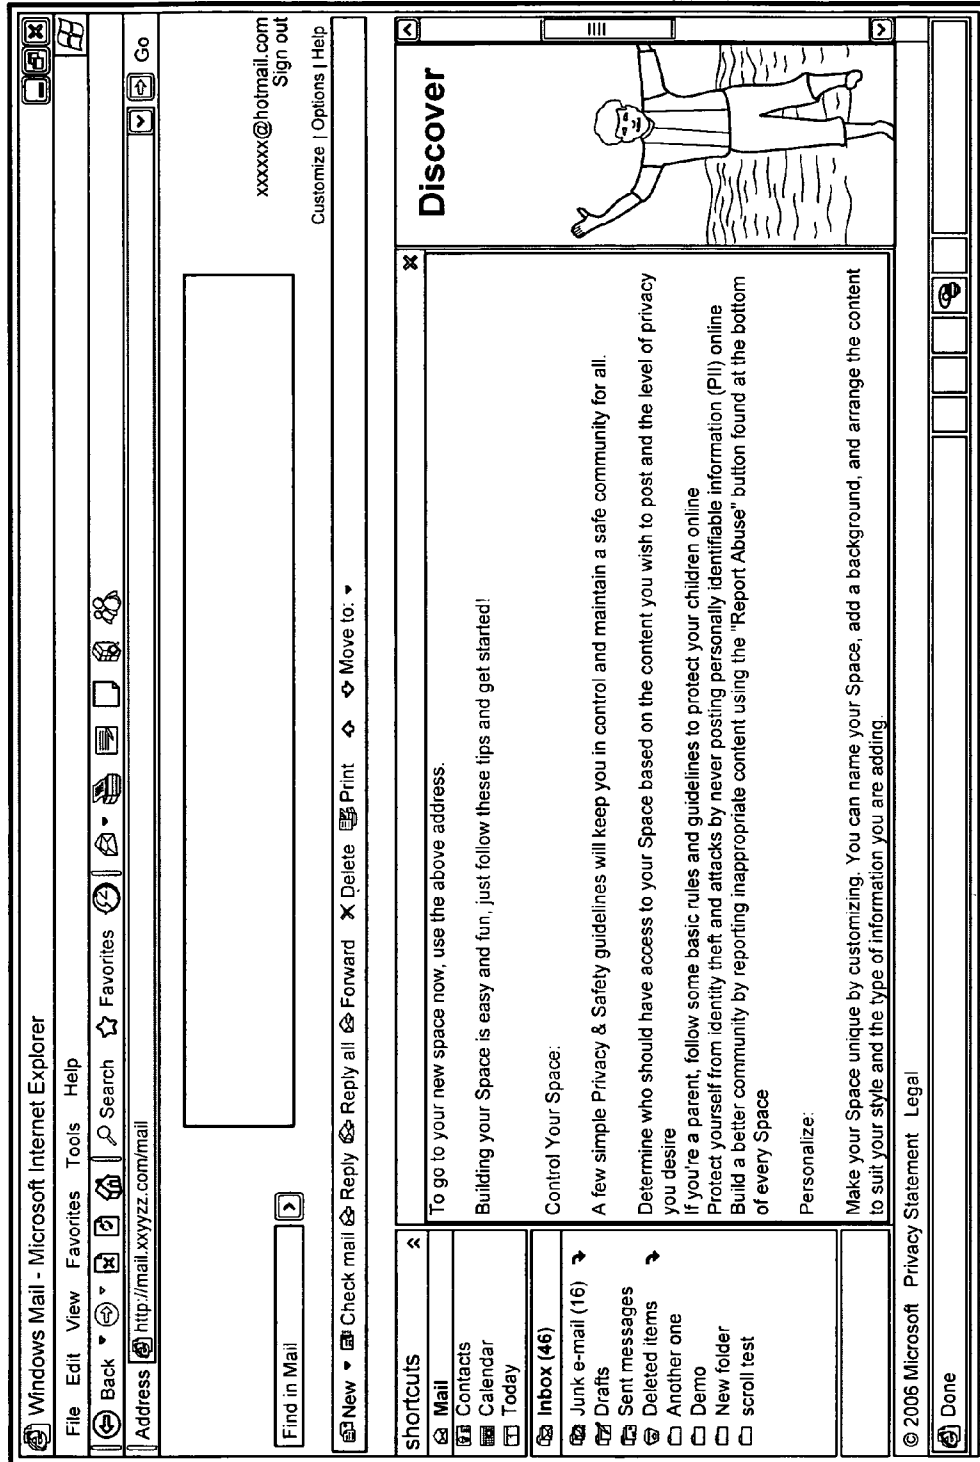 Windows Mail - Microsoft Internet Explorer
File Edit View Favorites Tools Help
Back Search Favorites
Address http://mail.xxyyzz.com/mail Go
xxxxxx@hotmail.com
Sign out
Find in Mail
Customize | Options | Help
New Check mail Reply Reply all Forward Delete Print Move to:
shortcuts
Mail
Contacts
Calendar
Today
Inbox (46)
Junk e-mail (16)
Drafts
Sent messages
Deleted items
Another one
Demo
New folder
scroll test
To go to your new space now, use the above address.
Building your Space is easy and fun, just follow these tips and get started!
Control Your Space:
A few simple Privacy & Safety guidelines will keep you in control and maintain a safe community for all.
Determine who should have access to your Space based on the content you wish to post and the level of privacy
you desire
If you're a parent, follow some basic rules and guidelines to protect your children online
Protect yourself from identity theft and attacks by never posting personally identifiable information (PII) online
Build a better community by reporting inappropriate content using the "Report Abuse" button found at the bottom
of every Space
Personalize:
Make your Space unique by customizing. You can name your Space, add a background, and arrange the content
to suit your style and the type of information you are adding.
Discover
© 2006 Microsoft Privacy Statement Legal
Done